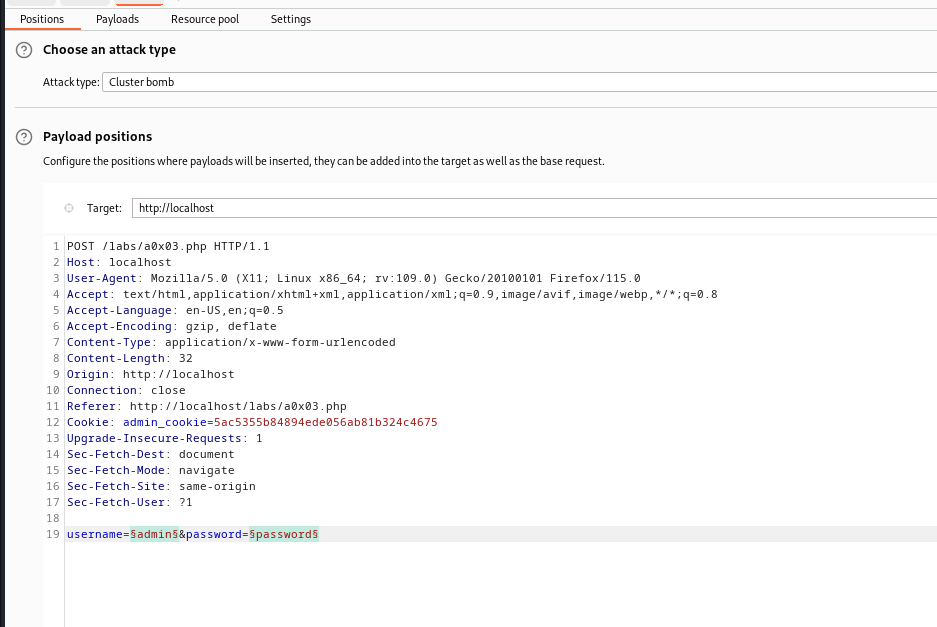 Positions Payloads Resource pool Settings
? Choose an attack type
Attack type: Cluster bomb
? Payload positions
Configure the positions where payloads will be inserted, they can be added into the target as well as the base request.
Target: http://localhost
1 POST /labs/a0x03.php HTTP/1.1
2 Host: localhost
3 User-Agent: Mozilla/5.0 (X11; Linux x86_64; rv:109.0) Gecko/20100101 Firefox/115.0
4 Accept: text/html,application/xhtml+xml,application/xml;q=0.9,image/avif,image/webp,*/*;q=0.8
5 Accept-Language: en-US,en;q=0.5
6 Accept-Encoding: gzip, deflate
7 Content-Type: application/x-www-form-urlencoded
8 Content-Length: 32
9 Origin: http://localhost
10 Connection: close
11 Referer: http://localhost/labs/a0x03.php
12 Cookie: admin_cookie=5ac5355b84894ede056ab81b324c4675
13 Upgrade-Insecure-Requests: 1
14 Sec-Fetch-Dest: document
15 Sec-Fetch-Mode: navigate
16 Sec-Fetch-Site: same-origin
17 Sec-Fetch-User: ?1
18
19 username=§admin§&password=§password§